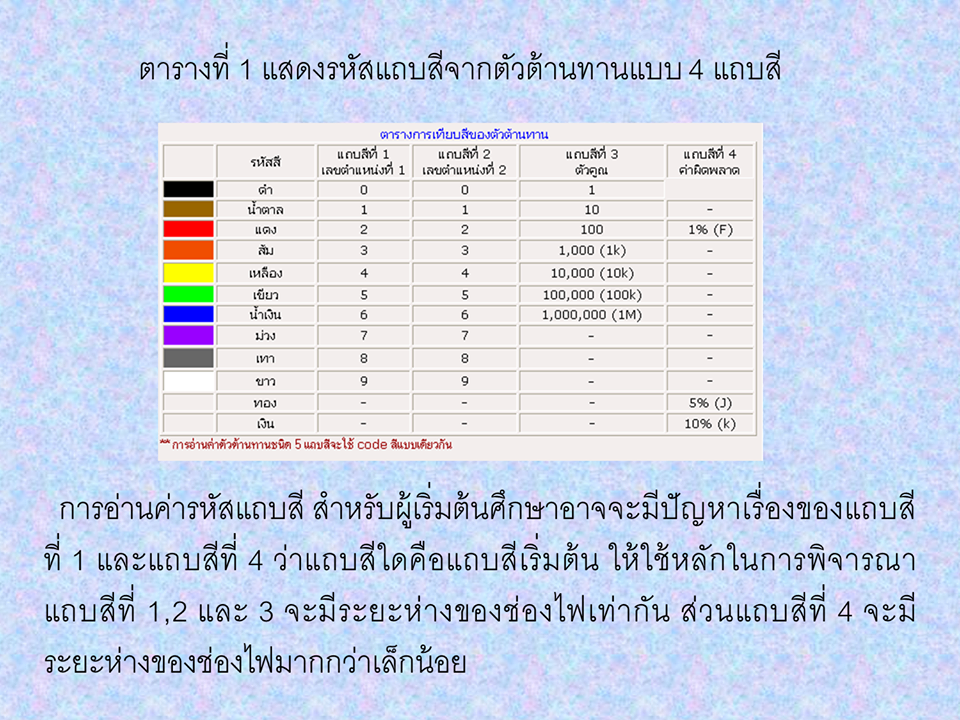 ตารางที่ 1 แสดงรหัสแถบสีจากตัวต้านทานแบบ 4 แถบสี
ตารางการเทียบสีของตัวต้านทาน
รหัสสี แถบสีที่ 1 เลขตำแหน่งที่ 1 แถบสีที่ 2 เลขตำแหน่งที่ 2 แถบสีที่ 3 ตัวคูณ แถบสีที่ 4 ค่าผิดพลาด
ดำ 0 0 1
น้ำตาล 1 1 10 -
แดง 2 2 100 1% (F)
ส้ม 3 3 1,000 (1k) -
เหลือง 4 4 10,000 (10k) -
เขียว 5 5 100,000 (100k) -
น้ำเงิน 6 6 1,000,000 (1M) -
ม่วง 7 7 - -
เทา 8 8 - -
ขาว 9 9 - -
ทอง - - - 5% (J)
เงิน - - - 10% (k)
** การอ่านค่าตัวต้านทานชนิด 5 แถบสีจะใช้ code สีแบบเดียวกัน
การอ่านค่ารหัสแถบสี สำหรับผู้เริ่มต้นศึกษาอาจจะมีปัญหาเรื่องของแถบสี
ที่ 1 และแถบสีที่ 4 ว่าแถบสีใดคือแถบสีเริ่มต้น ให้ใช้หลักในการพิจารณา
แถบสีที่ 1,2 และ 3 จะมีระยะห่างของช่องไฟเท่ากัน ส่วนแถบสีที่ 4 จะมี
ระยะห่างของช่องไฟมากกว่าเล็กน้อย